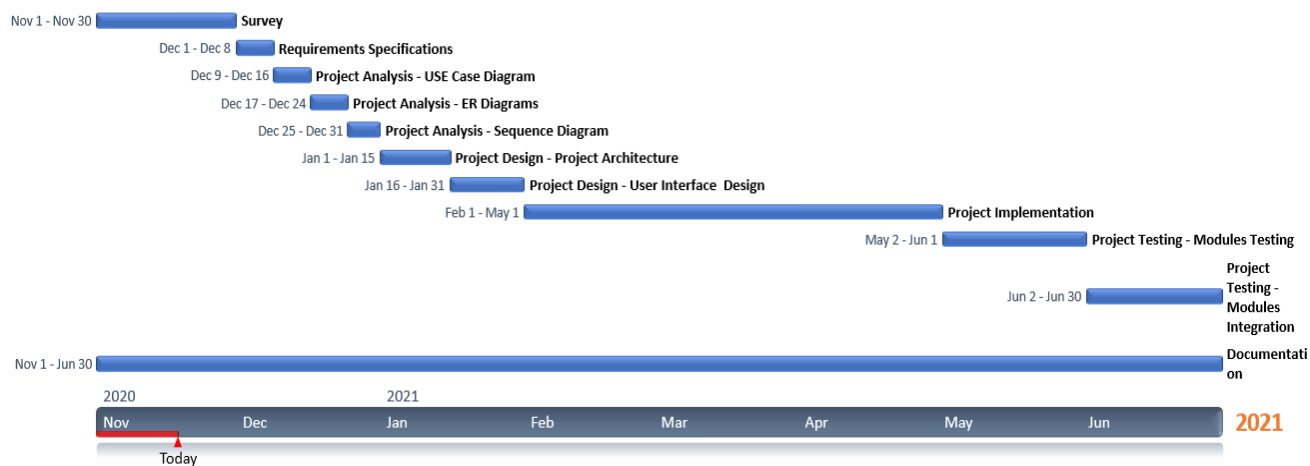 Nov 1 - Nov 30 Survey
Dec 1 - Dec 8 Requirements Specifications
Dec 9 - Dec 16 Project Analysis - USE Case Diagram
Dec 17 - Dec 24 Project Analysis - ER Diagrams
Dec 25 - Dec 31 Project Analysis - Sequence Diagram
Jan 1 - Jan 15 Project Design - Project Architecture
Jan 16 - Jan 31 Project Design - User Interface Design
Feb 1 - May 1 Project Implementation
May 2 - Jun 1 Project Testing - Modules Testing
Project
Testing -
Jun 2 - Jun 30 Modules
Integration
Nov 1 - Jun 30 Documentati
on
2020 2021
Nov Dec Jan Feb Mar Apr May Jun 2021
Today